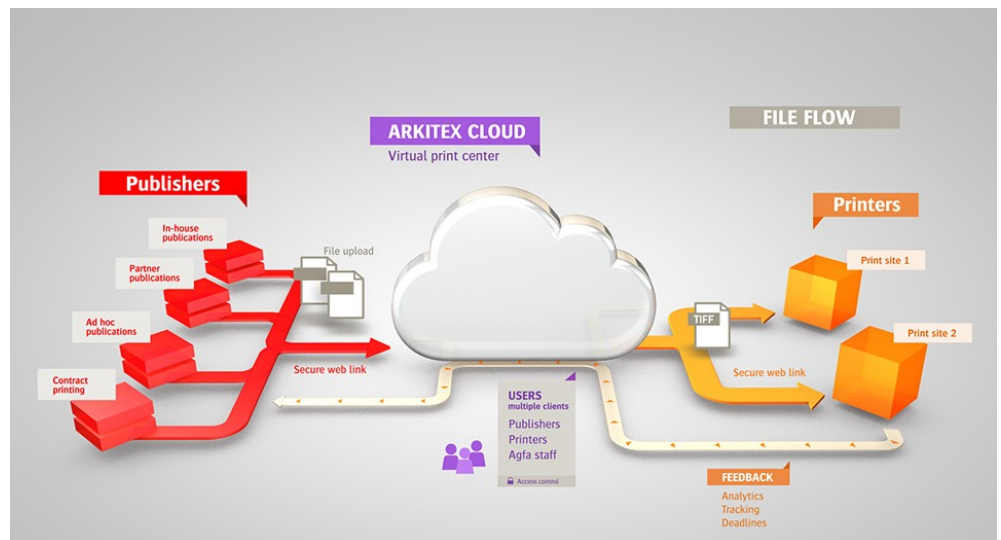 FILE FLOW
ARKITEX CLOUD
Virtual print center
Publishers
In-house
publications
Partner
publications
Ad hoc
publications
Contract
printing
File upload
Secure web link
Printers
Print site 1
Print site 2
TIFF
Secure web link
USERS
multiple clients
Publishers
Printers
Agfa staff
Access control
FEEDBACK
Analytics
Tracking
Deadlines